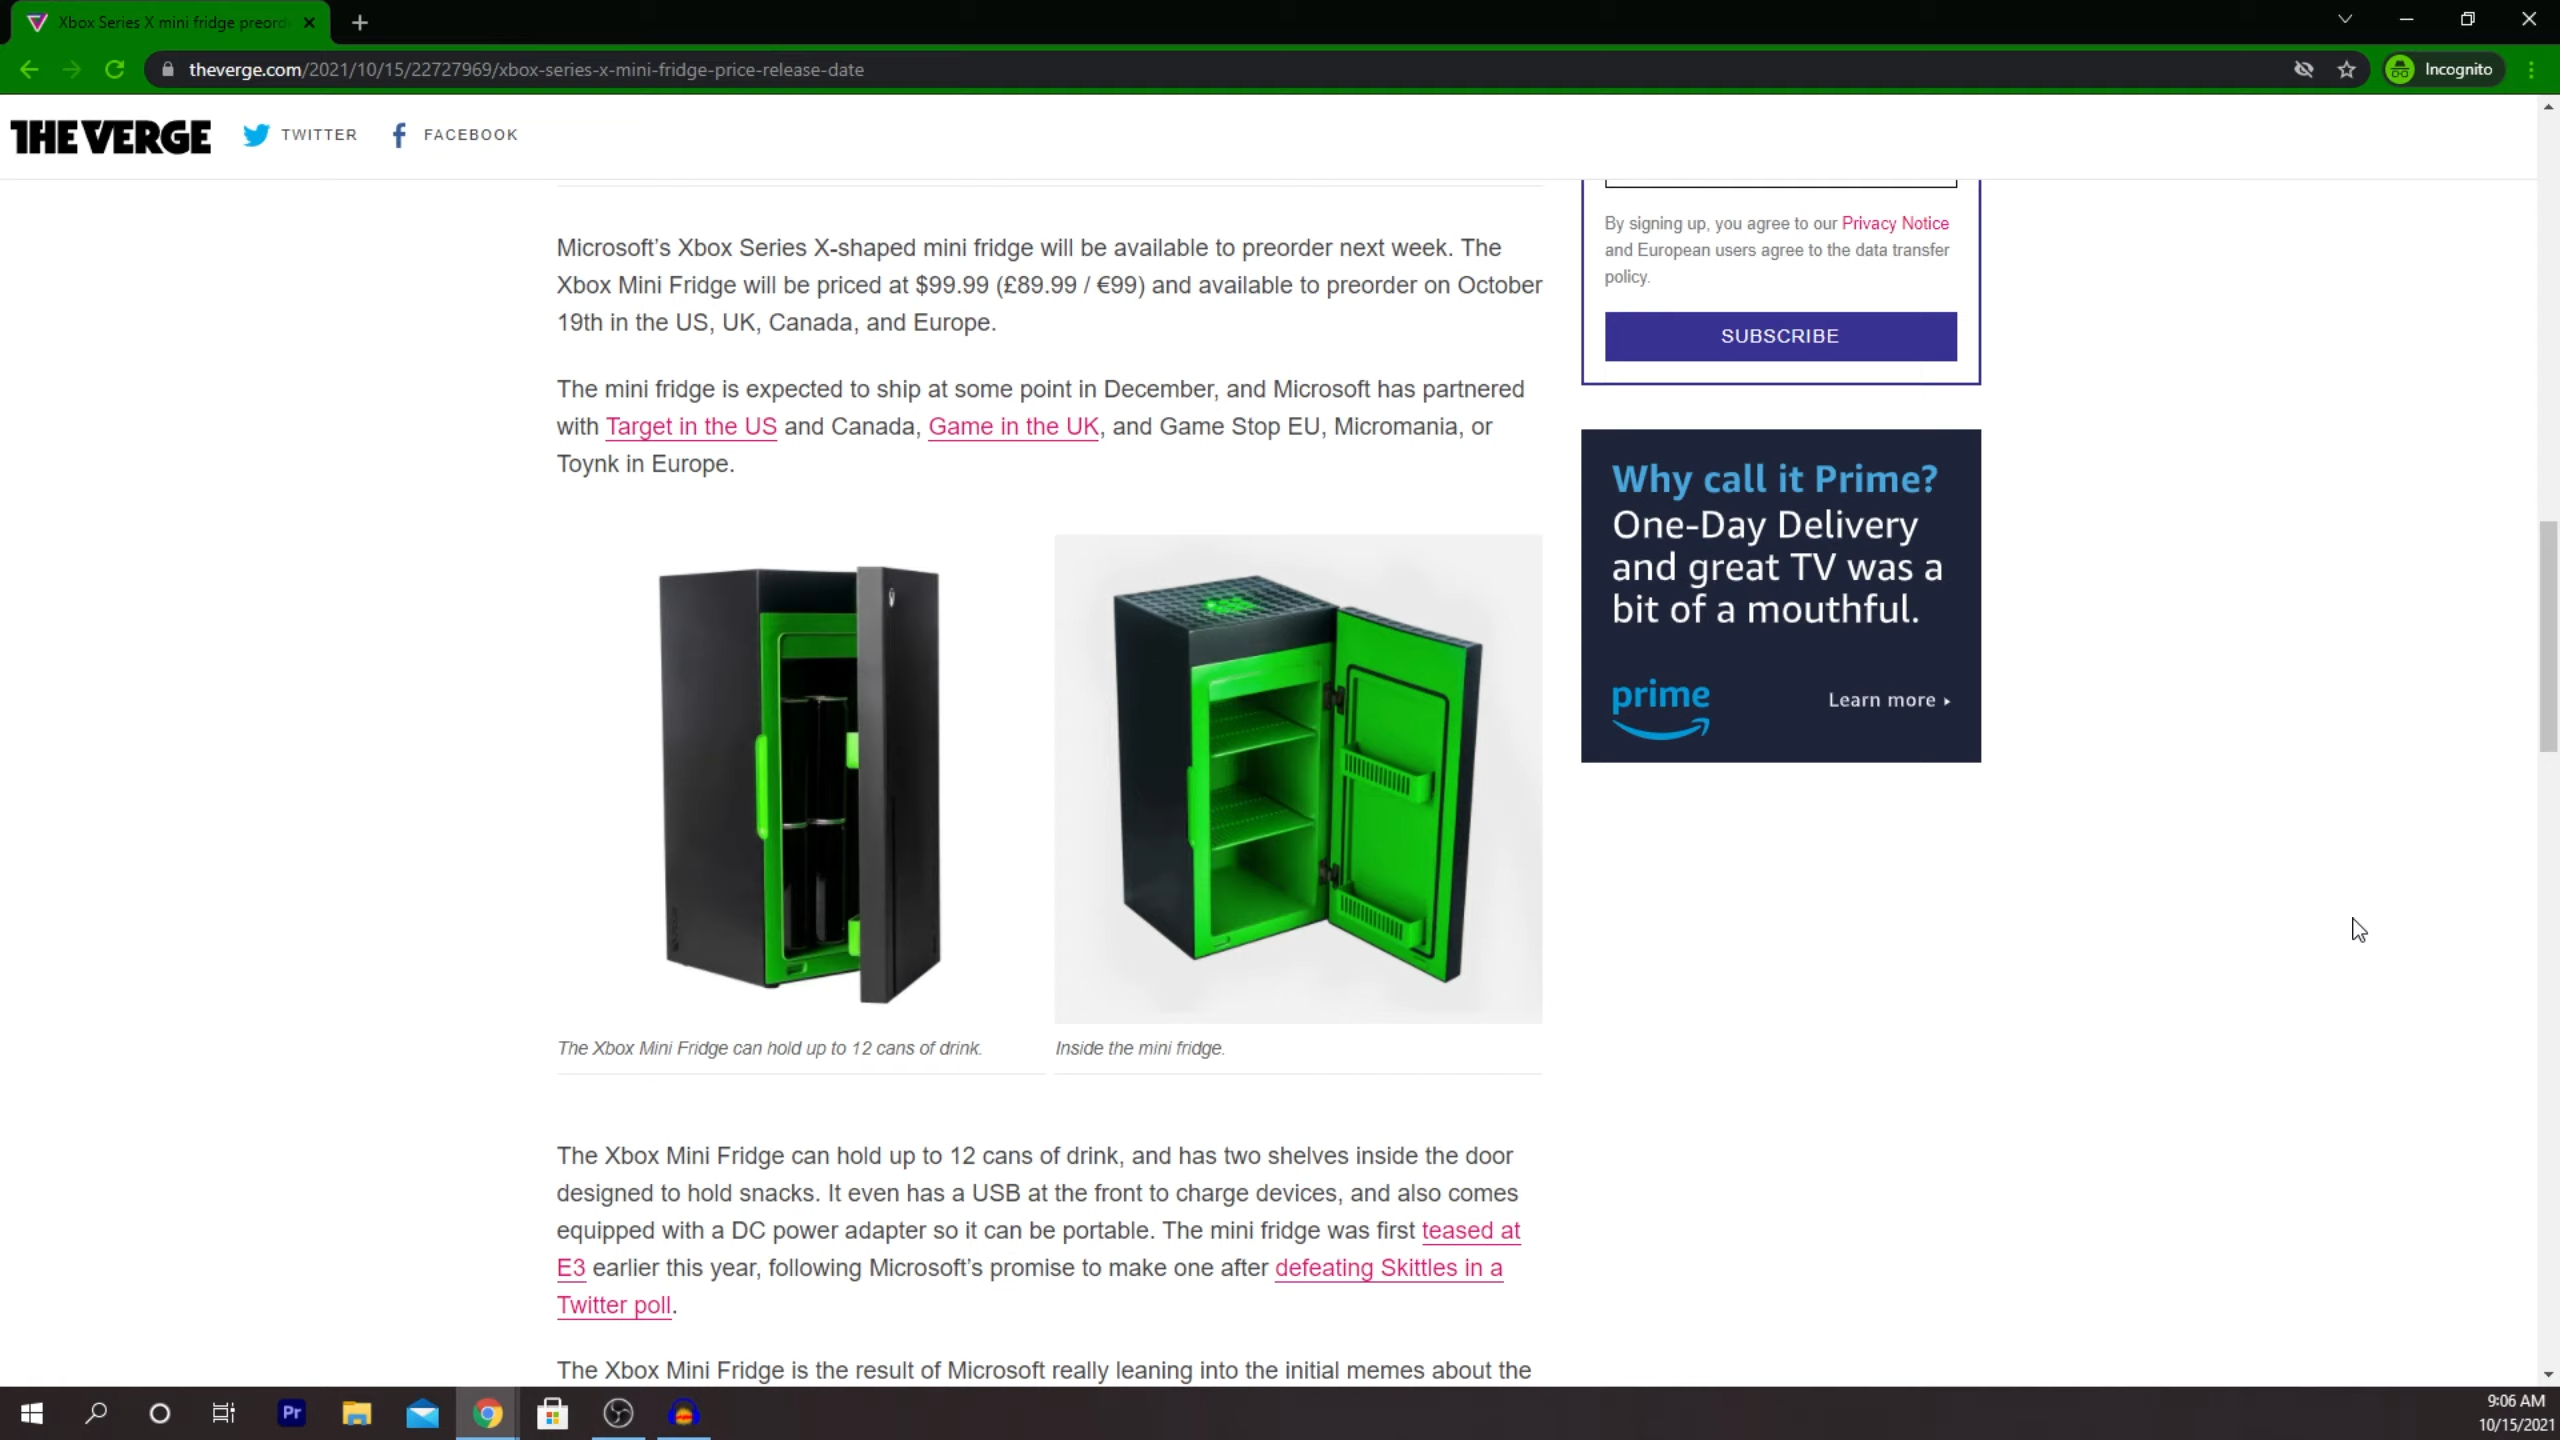 Xbox Series X mini fridge preord
theverge.com/2021/10/15/22727969/xbox-series-x-mini-fridge-price-release-date
Incognito
THE VERGE
TWITTER
FACEBOOK
Microsoft’s Xbox Series X-shaped mini fridge will be available to preorder next week. The
Xbox Mini Fridge will be priced at $99.99 (£89.99 / €99) and available to preorder on October
19th in the US, UK, Canada, and Europe.
The mini fridge is expected to ship at some point in December, and Microsoft has partnered
with Target in the US and Canada, Game in the UK, and Game Stop EU, Micromania, or
Toynk in Europe.
The Xbox Mini Fridge can hold up to 12 cans of drink.
Inside the mini fridge.
The Xbox Mini Fridge can hold up to 12 cans of drink, and has two shelves inside the door
designed to hold snacks. It even has a USB at the front to charge devices, and also comes
equipped with a DC power adapter so it can be portable. The mini fridge was first teased at
E3 earlier this year, following Microsoft’s promise to make one after defeating Skittles in a
Twitter poll.
The Xbox Mini Fridge is the result of Microsoft really leaning into the initial memes about the
By signing up, you agree to our Privacy Notice
and European users agree to the data transfer
policy.
SUBSCRIBE
Why call it Prime?
One-Day Delivery
and great TV was a
bit of a mouthful.
prime
Learn more
Pr
9:06 AM
10/15/2021